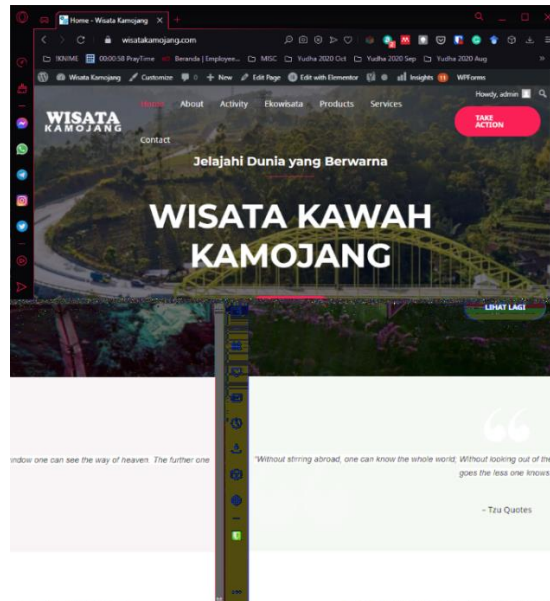 Home - Wisata Kamojang
wisatakamojang.com
!KNIME 00:00:58 PrayTime Beranda | Employee... MISC Yudha 2020 Oct Yudha 2020 Sep Yudha 2020 Aug
Wisata Kamojang Customize 0 + New Edit Page Edit with Elementor Insights 11 WPForms
Howdy, admin
WISATA
KAMOJANG
Home About Activity Ekowisata Products Services
Contact
TAKE
ACTION
Jelajahi Dunia yang Berwarna
WISATA KAWAH
KAMOJANG
LIHAT LAGI
indow one can see the way of heaven. The further one
"Without stirring abroad, one can know the whole world; Without looking out of the
goes the less one knows
- Tzu Quotes